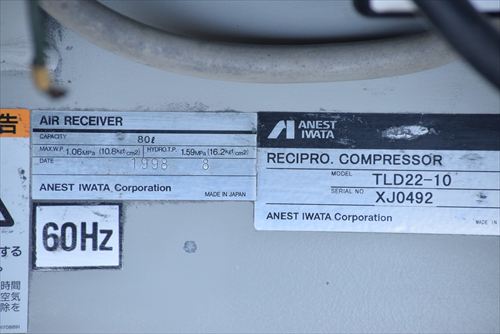 告
AIR RECEIVER
CAPACITY 80ℓ
MAX.W.P. 1.06MPa (10.8kgf/cm2) HYDRO.T.P. 1.59MPa (16.2kgf/cm2)
DATE 1998 8
ANEST IWATA Corporation MADE IN JAPAN
60Hz
ANEST
IWATA
RECIPRO. COMPRESSOR
MODEL TLD22-10
SERIAL NO. XJ0492
ANEST IWATA Corporation MADE IN
する
時間
空気
除を